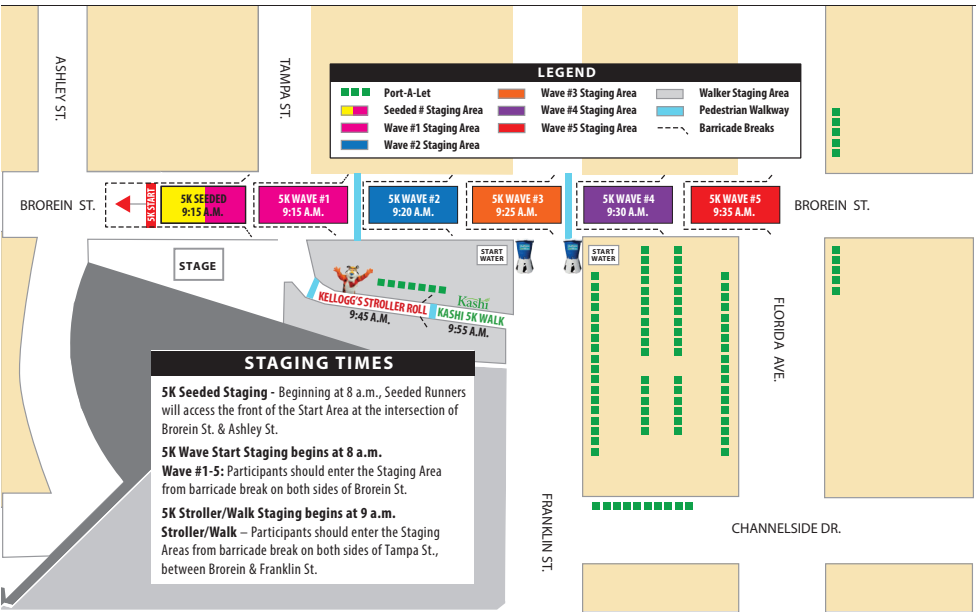 ASHLEY ST.
TAMPA ST.
LEGEND
Port-A-Let
Seeded # Staging Area
Wave #1 Staging Area
Wave #2 Staging Area
Wave #3 Staging Area
Wave #4 Staging Area
Wave #5 Staging Area
Walker Staging Area
Pedestrian Walkway
Barricade Breaks
BROREIN ST.
5K START
5K SEEDED
9:15 A.M.
5K WAVE #1
9:15 A.M.
5K WAVE #2
9:20 A.M.
5K WAVE #3
9:25 A.M.
5K WAVE #4
9:30 A.M.
5K WAVE #5
9:35 A.M.
BROREIN ST.
STAGE
START
WATER
START
WATER
KELLOGG'S STROLLER ROLL
9:45 A.M.
Kashi
KASHI 5K WALK
9:55 A.M.
FLORIDA AVE.
STAGING TIMES
5K Seeded Staging - Beginning at 8 a.m., Seeded Runners
will access the front of the Start Area at the intersection of
Brorein St. & Ashley St.
5K Wave Start Staging begins at 8 a.m.
Wave #1-5: Participants should enter the Staging Area
from barricade break on both sides of Brorein St.
5K Stroller/Walk Staging begins at 9 a.m.
Stroller/Walk – Participants should enter the Staging
Areas from barricade break on both sides of Tampa St.,
between Brorein & Franklin St.
FRANKLIN ST.
CHANNELSIDE DR.